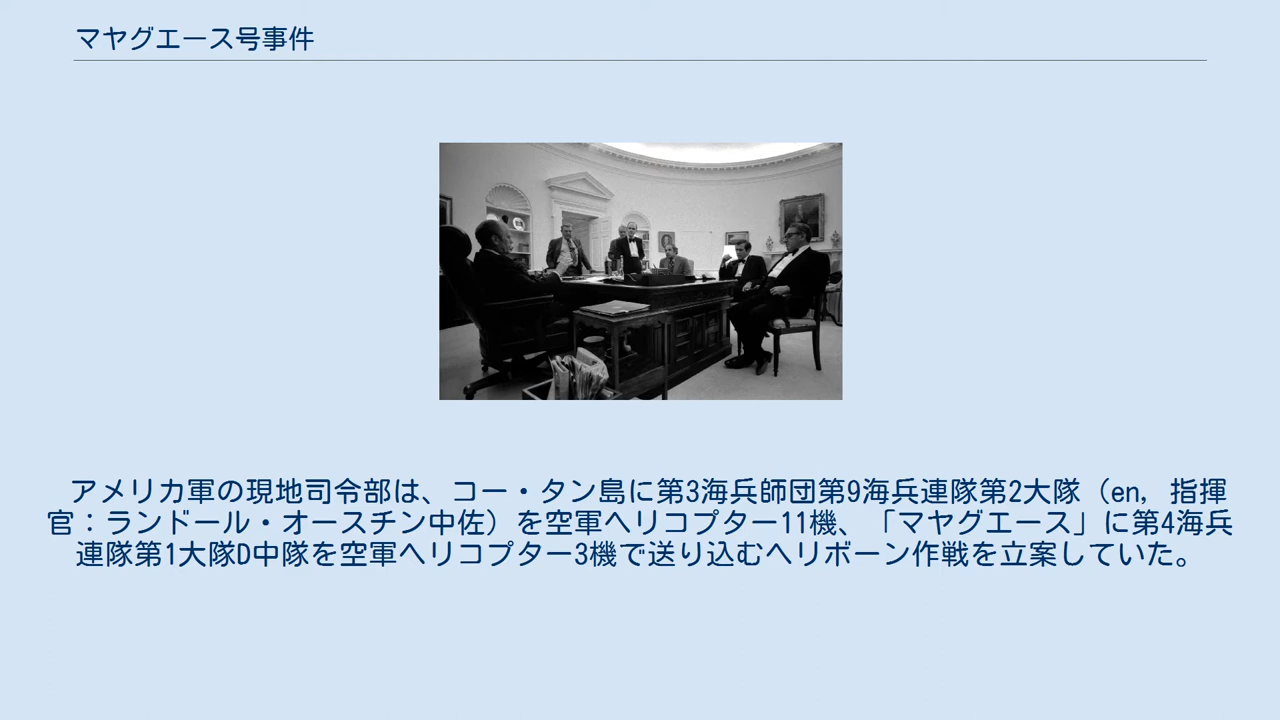 マヤグエース号事件
アメリカ軍の現地司令部は、コー・タン島に第3海兵師団第9海兵連隊第2大隊（en, 指揮
官：ランドール・オースチン中佐）を空軍ヘリコプター11機、「マヤグエース」に第4海兵
連隊第1大隊D中隊を空軍ヘリコプター3機で送り込むヘリボーン作戦を立案していた。